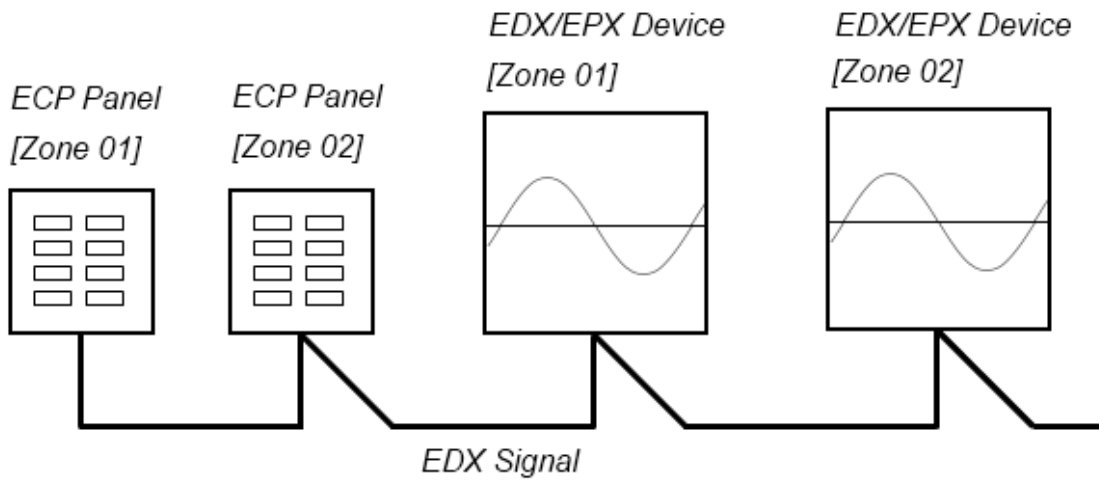 ECP Panel
[Zone 01]
ECP Panel
[Zone 02]
EDX/EPX Device
[Zone 01]
EDX/EPX Device
[Zone 02]
EDX Signal